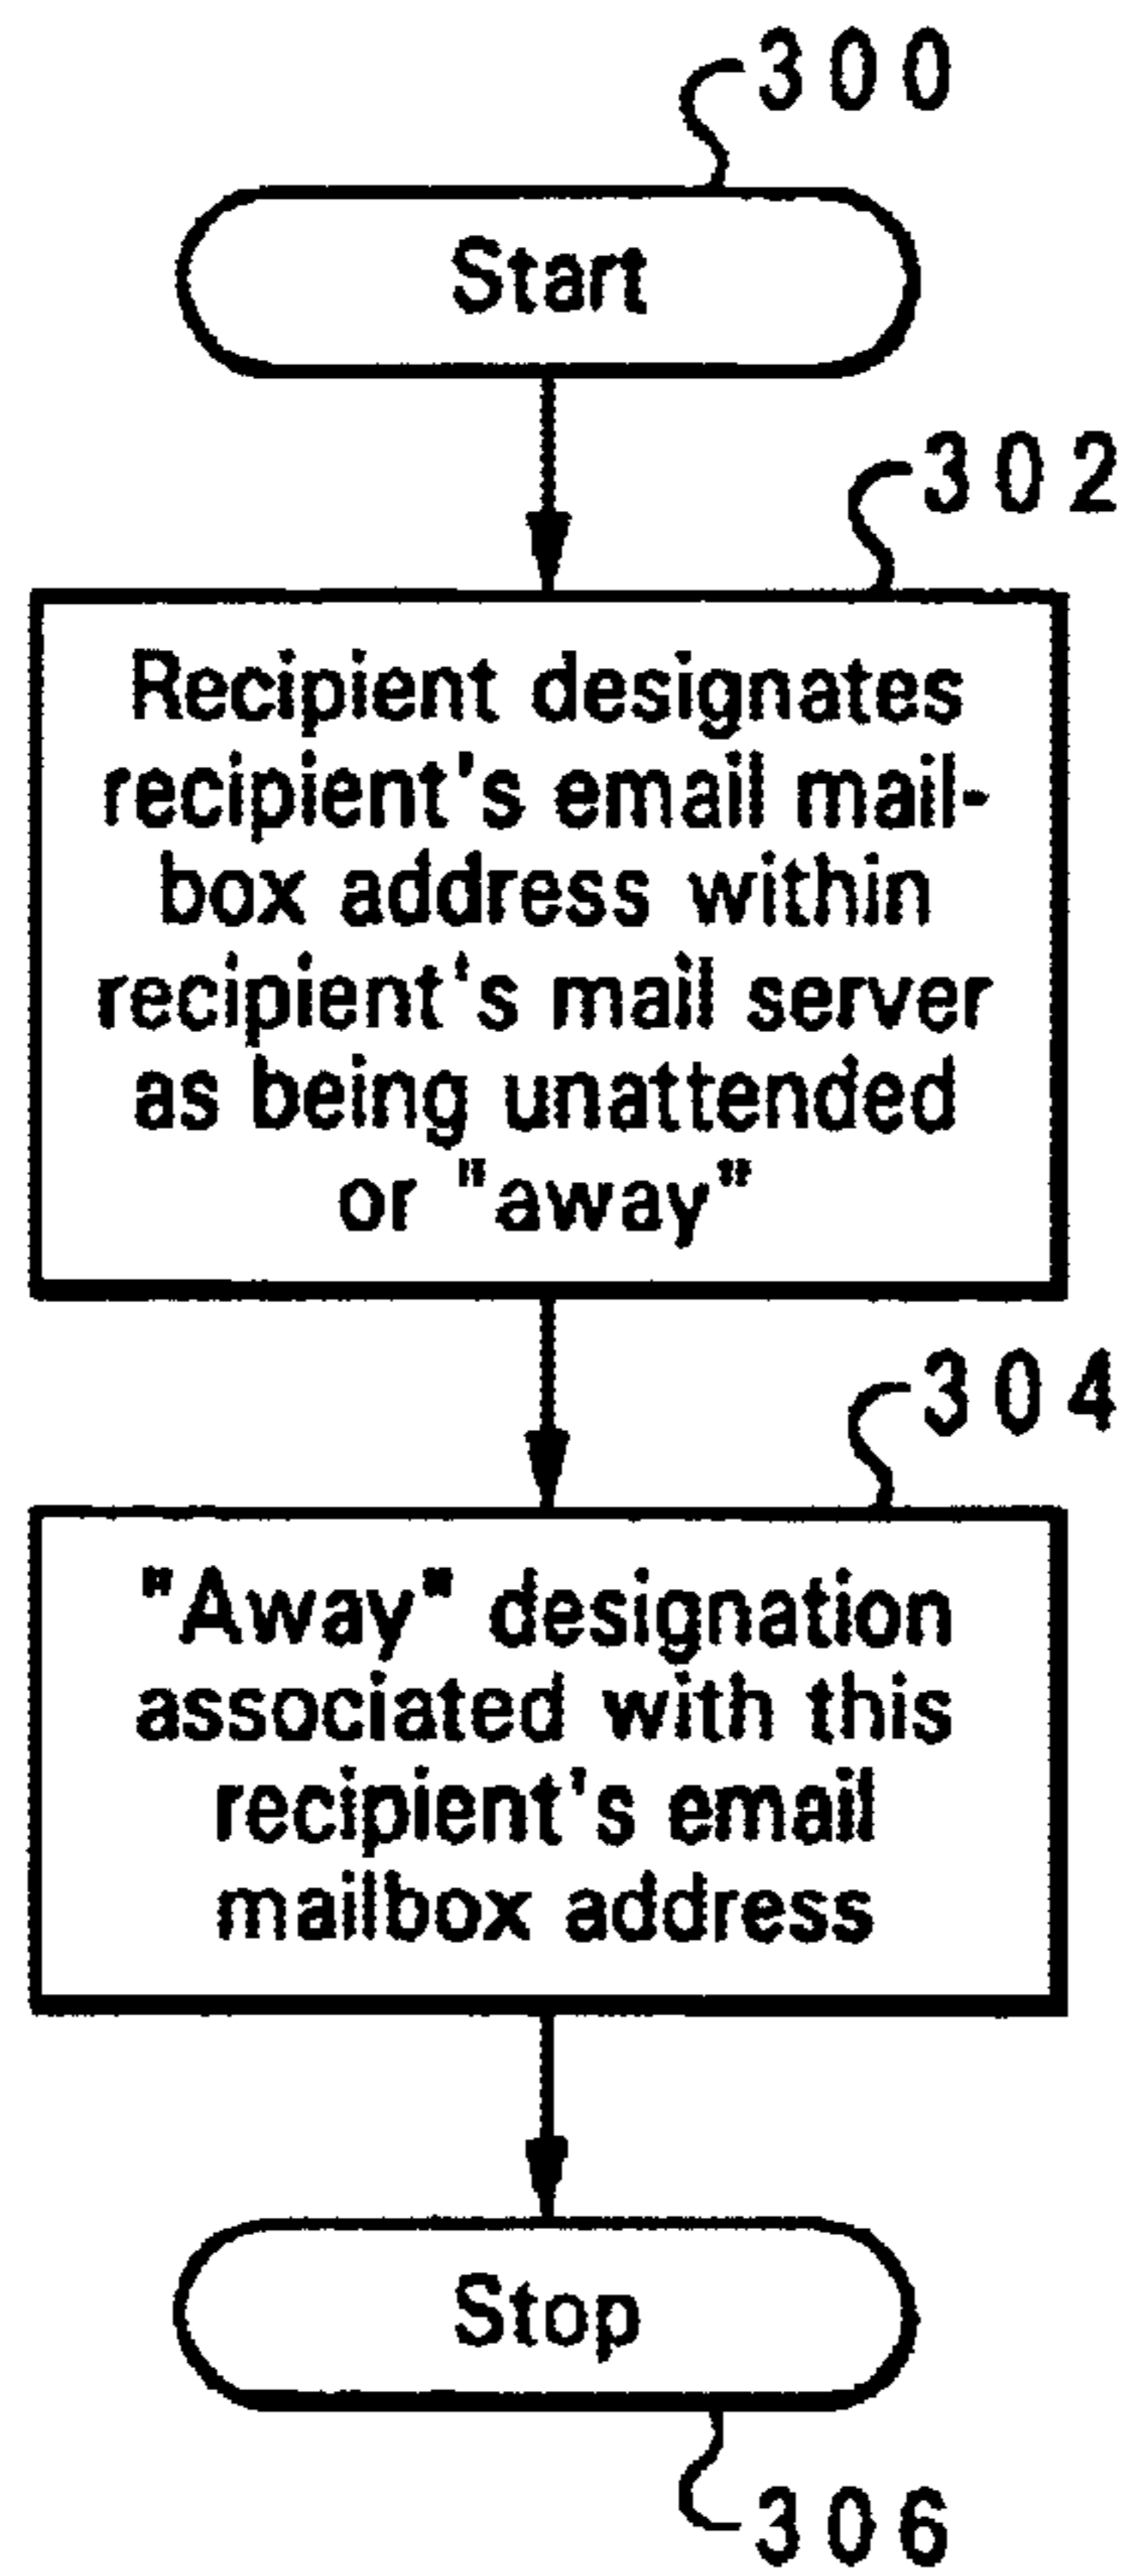 300
Start
302
Recipient designates
recipient's email mail-
box address within
recipient's mail server
as being unattended
or "away"
304
"Away" designation
associated with this
recipient's email
mailbox address
Stop
306